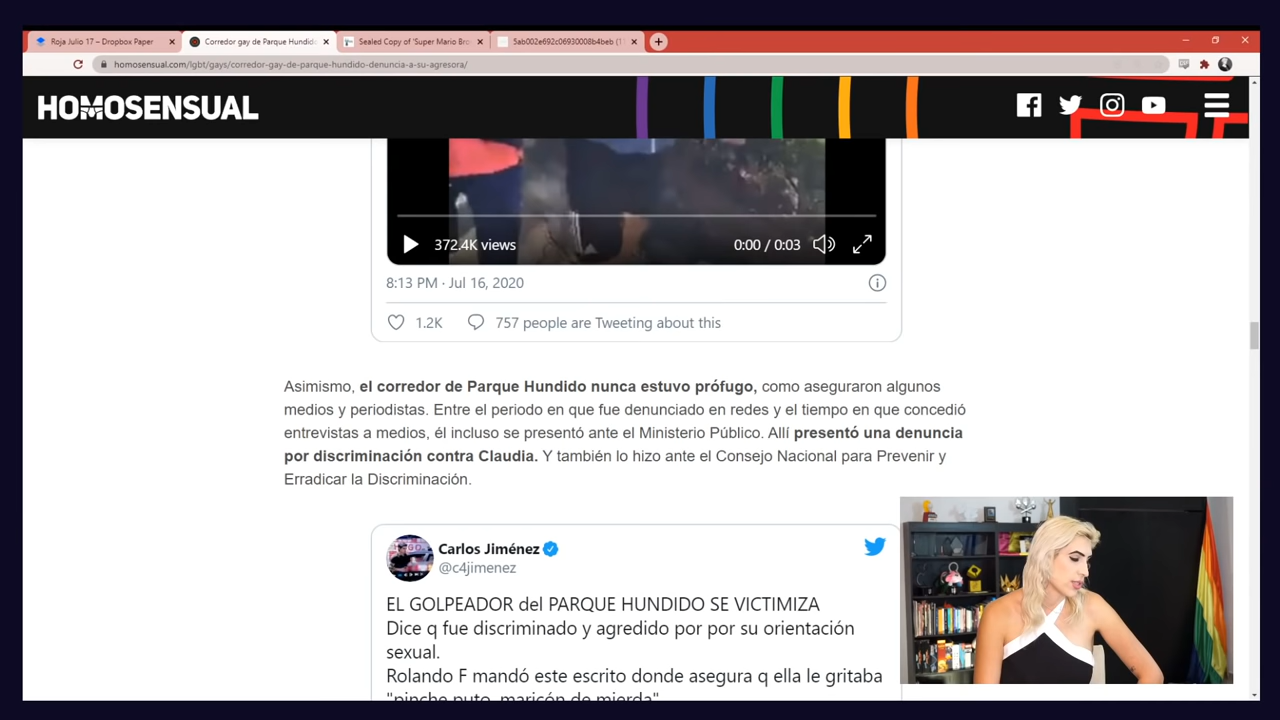 Roja Julio 17 – Dropbox Paper
Corredor gay de Parque Hundid
Sealed Copy of 'Super Mario Bro
5ab002e692c06930008b4beb (1
homosensual.com/lgbt/gays/corredor-gay-de-parque-hundido-denuncia-a-su-agresora/
HOMOSENSUAL
372.4K views
0:00 / 0:03
8:13 PM · Jul 16, 2020
1.2K
757 people are Tweeting about this
Asimismo, el corredor de Parque Hundido nunca estuvo prófugo, como aseguraron algunos
medios y periodistas. Entre el periodo en que fue denunciado en redes y el tiempo en que concedió
entrevistas a medios, él incluso se presentó ante el Ministerio Público. Allí presentó una denuncia
por discriminación contra Claudia. Y también lo hizo ante el Consejo Nacional para Prevenir y
Erradicar la Discriminación.
Carlos Jiménez
@c4jimenez
EL GOLPEADOR del PARQUE HUNDIDO SE VICTIMIZA
Dice q fue discriminado y agredido por por su orientación
sexual.
Rolando F mandó este escrito donde asegura q ella le gritaba
"pinche puto, maricón de mierda"